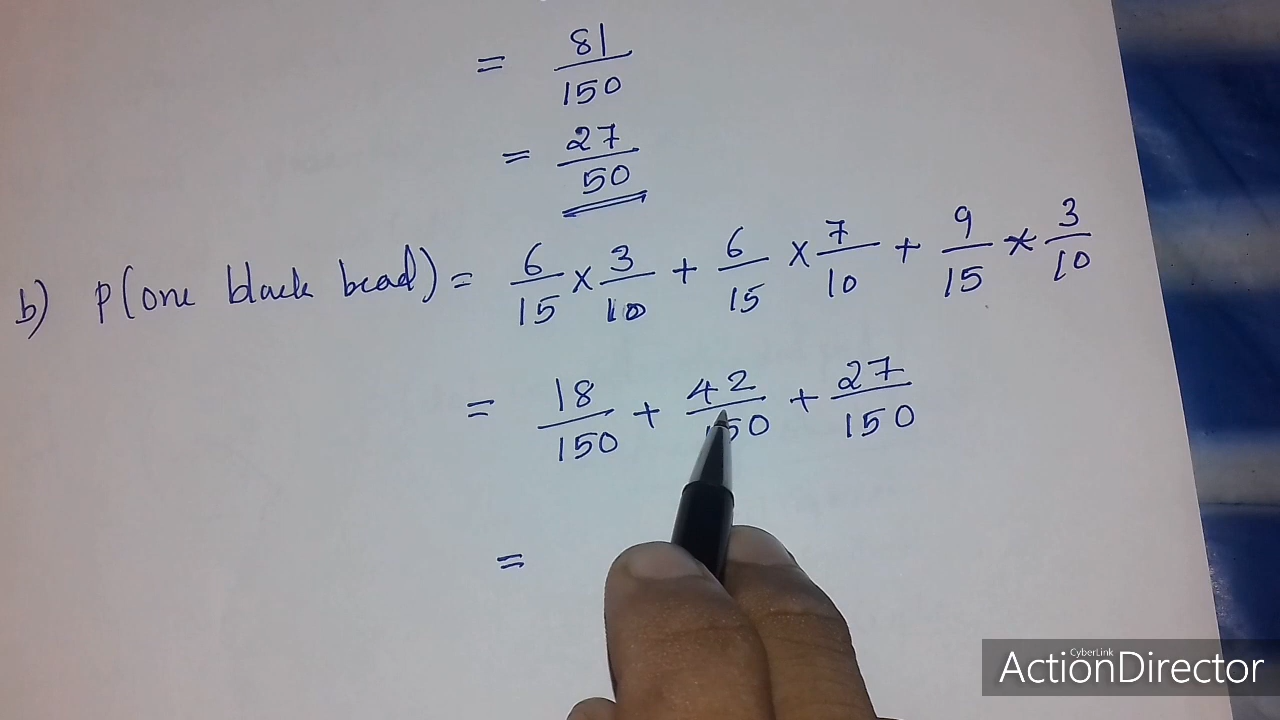 = 81/150
= 27/50
b) P(one black bead) = 6/15 × 3/10 + 6/15 × 7/10 + 9/15 × 3/10
= 18/150 + 42/150 + 27/150
=
CyberLink
ActionDirector